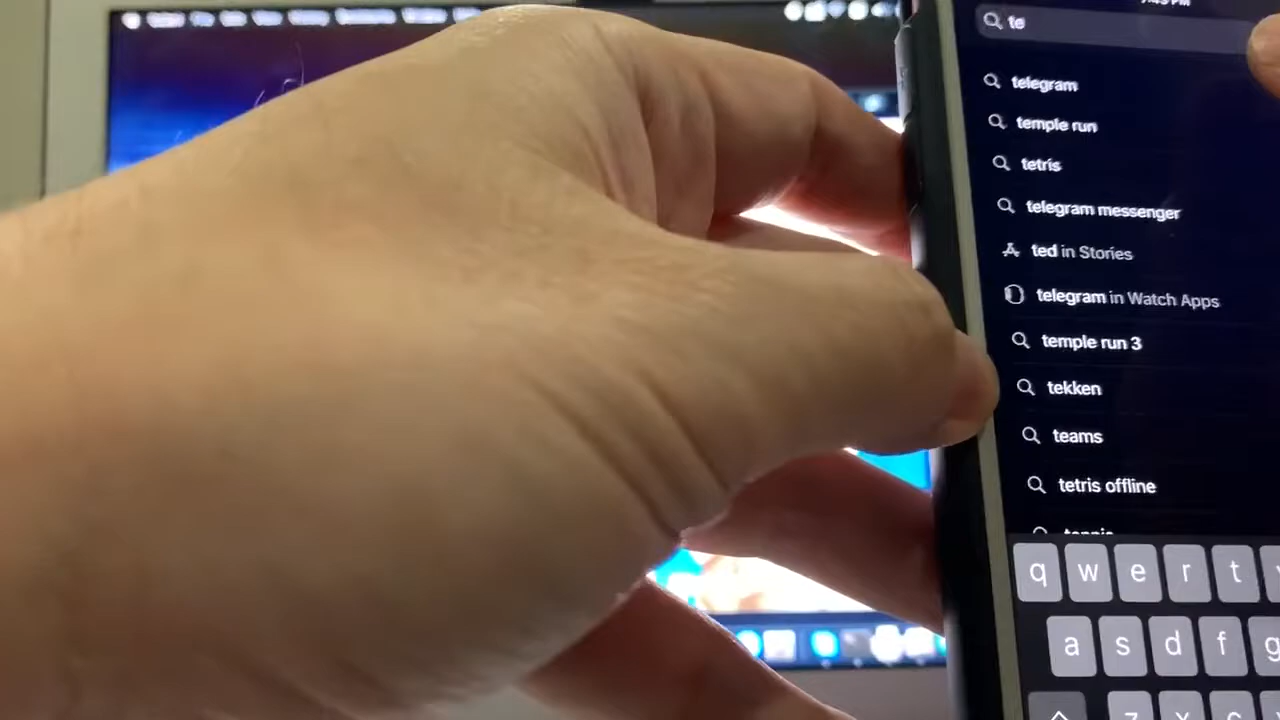 te
telegram
temple run
tetris
telegram messenger
ted in Stories
telegram in Watch Apps
temple run 3
tekken
teams
tetris offline
tennis
q w e r t
a s d f g
z x c